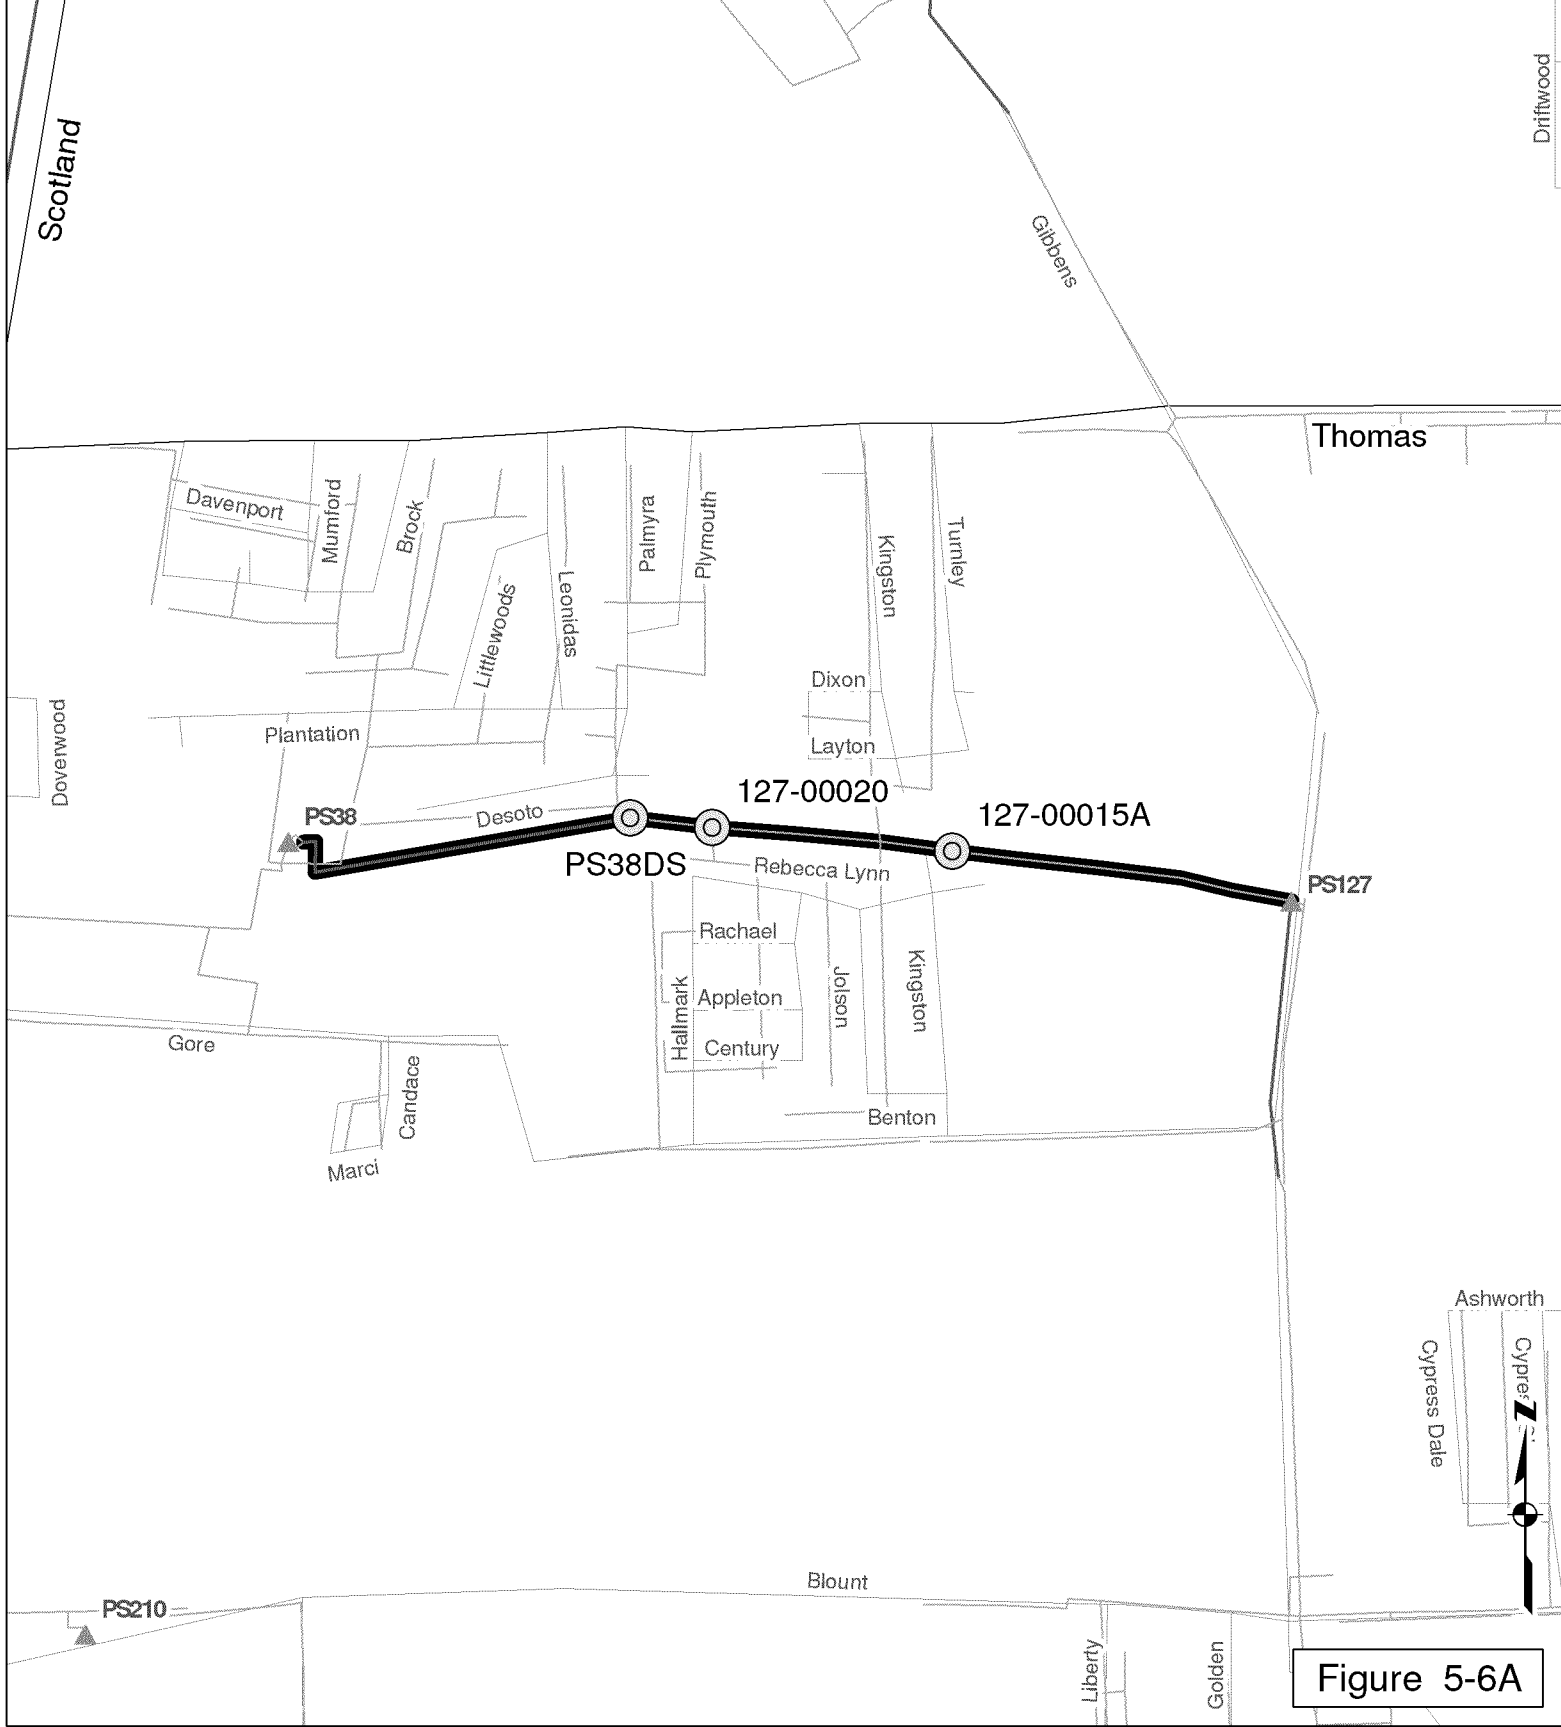 Driftwood
Scotland
Gibbens
Thomas
Davenport
Mumford
Brock
Littlewoods
Leonidas
Palmyra
Plymouth
Kingston
Turnley
Dixon
Layton
Doverwood
Plantation
PS38
Desoto
127-00020
127-00015A
PS38DS
Rebecca Lynn
PS127
Rachael
Hallmark
Appleton
Century
Jolson
Kingston
Benton
Gore
Candace
Marci
Ashworth
Cypress Dale
N
Blount
PS210
Liberty
Golden
Figure 5-6A